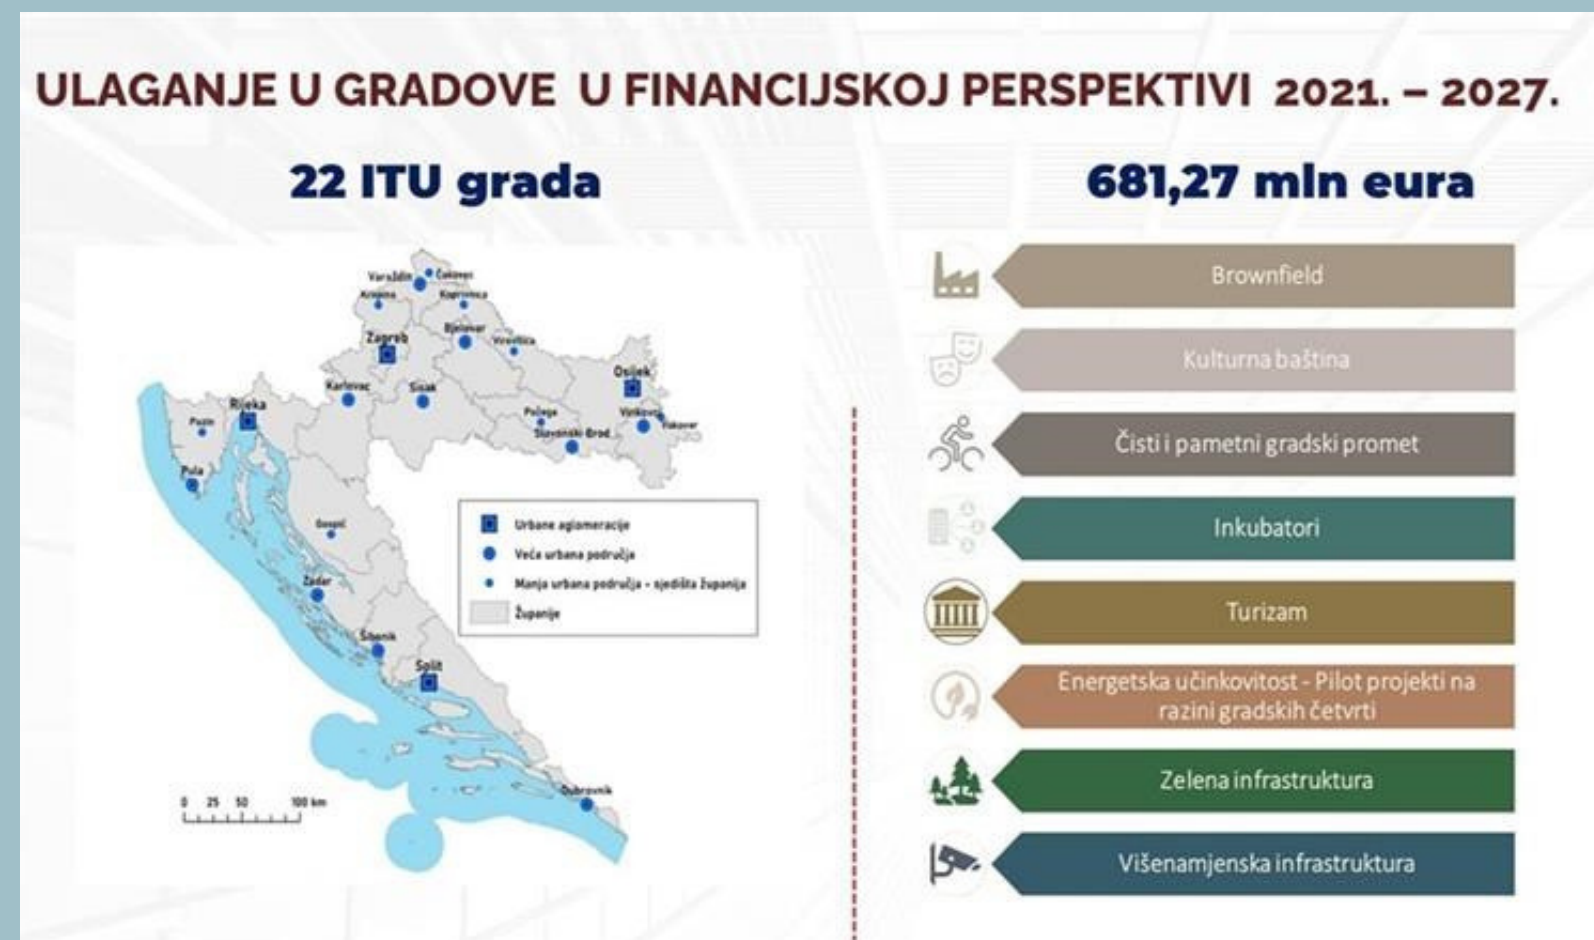 ULAGANJE U GRADOVE U FINANCIJSKOJ PERSPEKTIVI 2021. – 2027.
22 ITU grada
681,27 mln eura
Varaždin
Čakovec
Krapina
Koprivnica
Zagreb
Bjelovar
Virovitica
Osijek
Karlovac
Sisak
Rijeka
Pazin
Požega
Vinkovci
Vukovar
Slavonski Brod
Pula
Gospić
Zadar
Šibenik
Split
Dubrovnik
Urbane aglomeracije
Veća urbana područja
Manja urbana područja - sjedišta županija
Županije
0 25 50 100 km
Brownfield
Kulturna baština
Čisti i pametni gradski promet
Inkubatori
Turizam
Energetska učinkovitost - Pilot projekti na
razini gradskih četvrti
Zelena infrastruktura
Višenamjenska infrastruktura